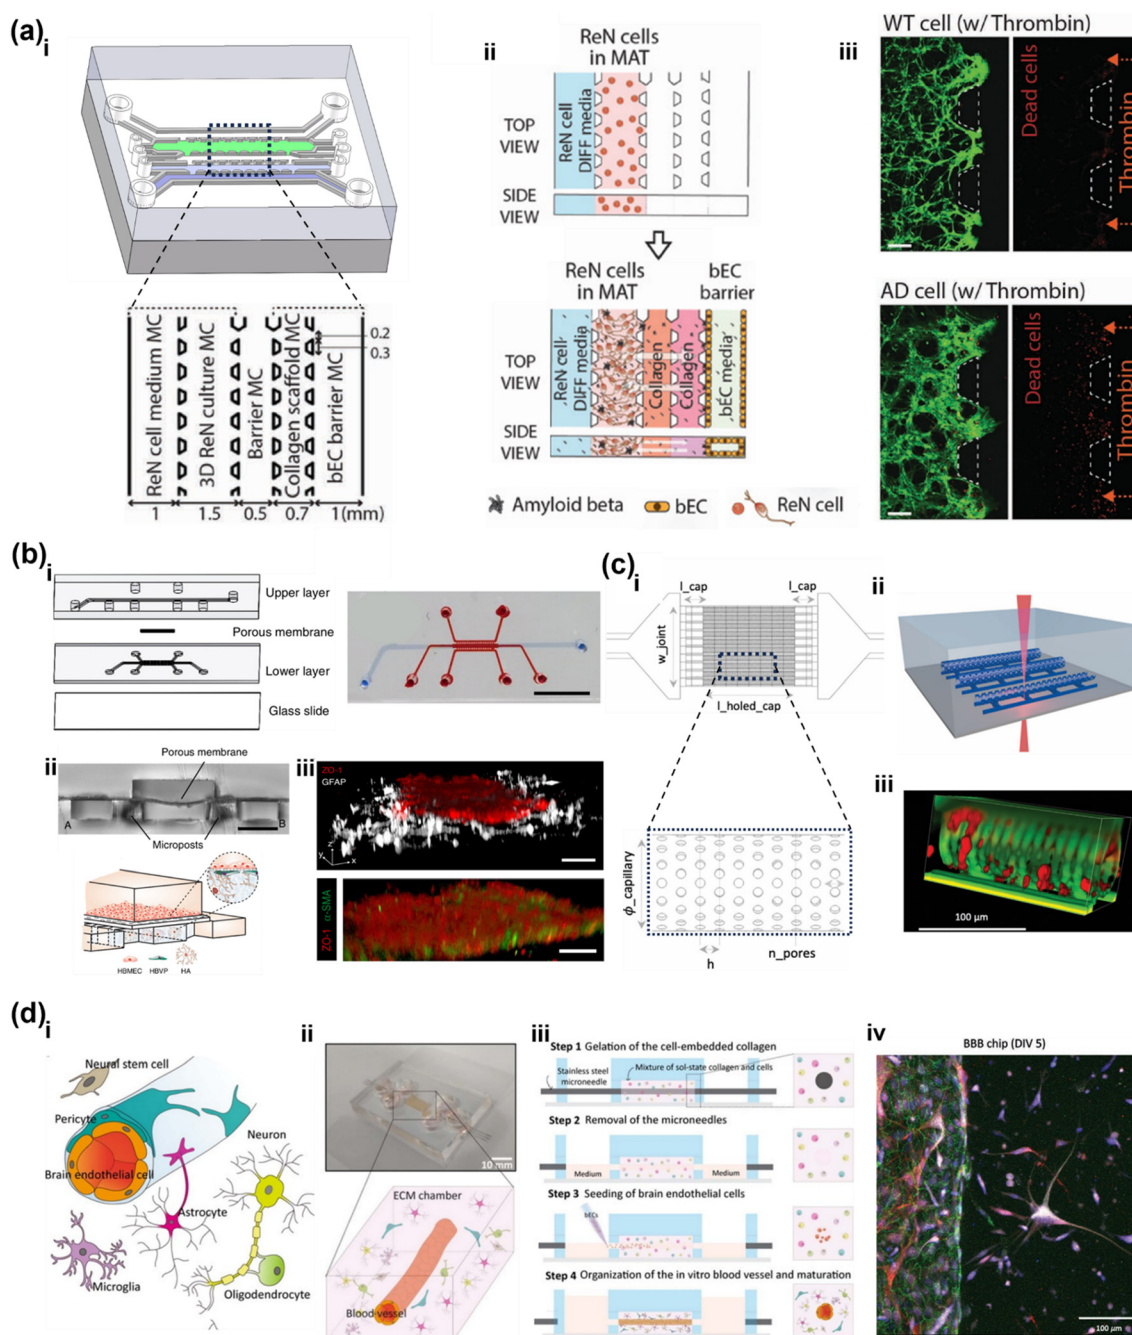 (a)
i
ReN cell medium MC
3D ReN culture MC
Barrier MC
Collagen scaffold MC
bEC barrier MC
0.2
0.3
1
1.5
0.5
0.7
1(mm)
ii
ReN cells
in MAT
TOP
VIEW
ReN cell
DIFF media
SIDE
VIEW
ReN cells
in MAT
bEC
barrier
TOP
VIEW
ReN cell
DIFF media
Collagen
Collagen
bEC media
SIDE
VIEW
Amyloid beta
bEC
ReN cell
iii
WT cell (w/ Thrombin)
Dead cells
Thrombin
AD cell (w/ Thrombin)
Dead cells
Thrombin
(b)
i
Upper layer
Porous membrane
Lower layer
Glass slide
ii
Porous membrane
A
B
Microposts
HBMEC
HBVP
HA
iii
ZO-1
GFAP
z
y
x
ZO-1 α-SMA
(c)
i
l_cap
l_cap
w_joint
l_holed_cap
ϕ_capillary
h
n_pores
ii
iii
100 µm
(d)
i
Neural stem cell
Pericyte
Neuron
Brain endothelial cell
Astrocyte
Microglia
Oligodendrocyte
ii
10 mm
ECM chamber
Blood vessel
iii
Step 1 Gelation of the cell-embedded collagen
Stainless steel
microneedle
Mixture of sol-state collagen and cells
Step 2 Removal of the microneedles
Medium
Medium
Step 3 Seeding of brain endothelial cells
bECs
Step 4 Organization of the in vitro blood vessel and maturation
iv
BBB chip (DIV 5)
100 µm